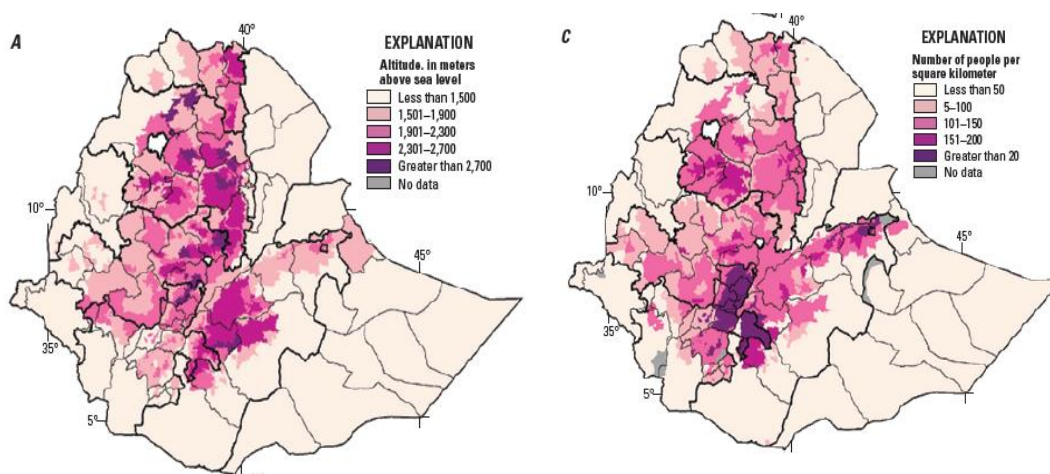 A
40°
EXPLANATION
Altitude. in meters
above sea level
Less than 1,500
1,501–1,900
1,901–2,300
2,301–2,700
Greater than 2,700
No data
10°
45°
35°
5°
C
40°
EXPLANATION
Number of people per
square kilometer
Less than 50
5–100
101–150
151–200
Greater than 20
No data
10°
45°
35°
5°